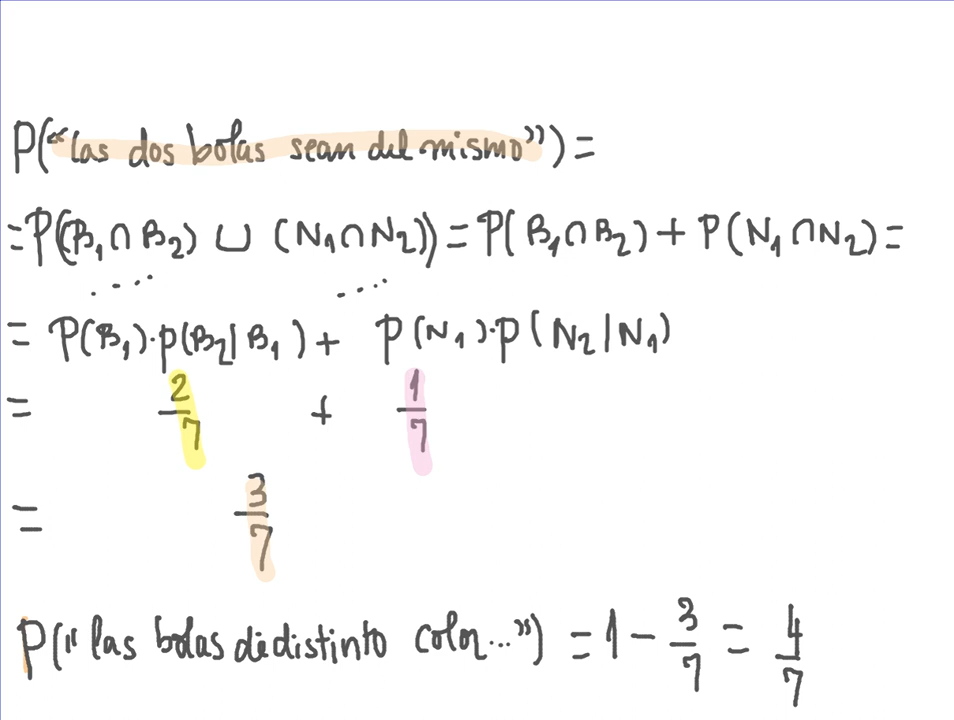 P("las dos bolas sean del mismo") =
= P((B₁∩B₂) ∪ (N₁∩N₂)) = P(B₁∩B₂) + P(N₁∩N₂) =
= P(B₁)·p(B₂|B₁) + p(N₁)·p(N₂|N₁)
= 2/7 + 1/7
= 3/7
P("las bolas de distinto color...") = 1 - 3/7 = 4/7